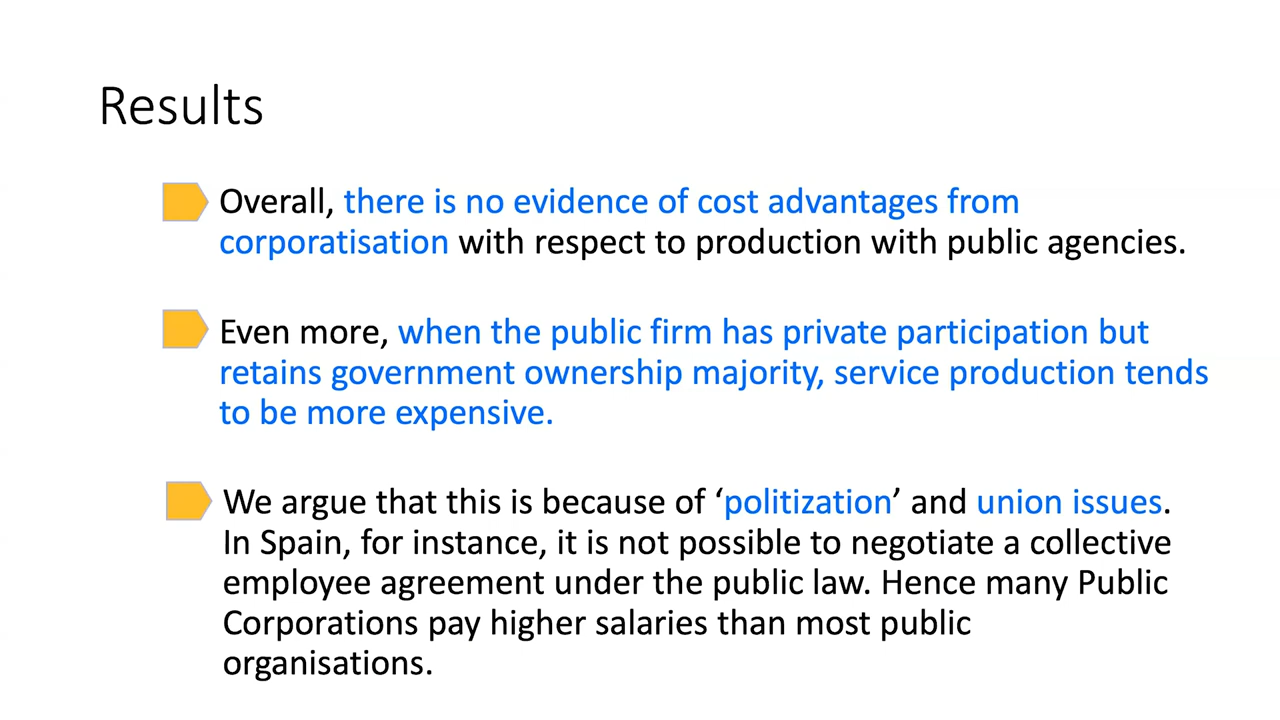 Results
Overall, there is no evidence of cost advantages from
corporatisation with respect to production with public agencies.
Even more, when the public firm has private participation but
retains government ownership majority, service production tends
to be more expensive.
We argue that this is because of ‘politization’ and union issues.
In Spain, for instance, it is not possible to negotiate a collective
employee agreement under the public law. Hence many Public
Corporations pay higher salaries than most public
organisations.